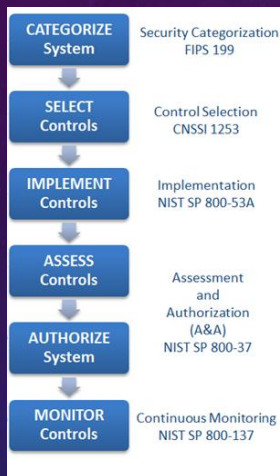 CATEGORIZE
System
Security Categorization
FIPS 199
SELECT
Controls
Control Selection
CNSSI 1253
IMPLEMENT
Controls
Implementation
NIST SP 800-53A
ASSESS
Controls
AUTHORIZE
System
Assessment
and
Authorization
(A&A)
NIST SP 800-37
MONITOR
Controls
Continuous Monitoring
NIST SP 800-137